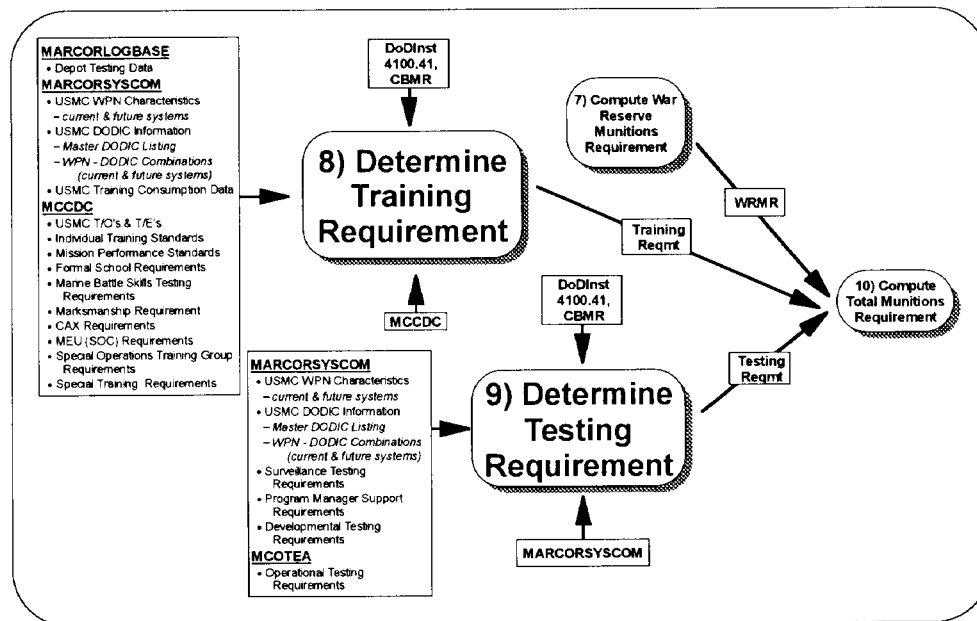 MARCORLOGBASE
• Depot Testing Data
MARCORSYSCOM
• USMC WPN Characteristics
– current & future systems
• USMC DODIC Information
– Master DODIC Listing
– WPN - DODIC Combinations
(current & future systems)
• USMC Training Consumption Data
MCCDC
• USMC T/O's & T/E's
• Individual Training Standards
• Mission Performance Standards
• Formal School Requirements
• Marine Battle Skills Testing
Requirements
• Marksmanship Requirement
• CAX Requirements
• MEU (SOC) Requirements
• Special Operations Training Group
Requirements
• Special Training Requirements
DoDInst
4100.41,
CBMR
8) Determine
Training
Requirement
MCCDC
7) Compute War
Reserve
Munitions
Requirement
WRMR
Training
Reqmt
10) Compute
Total Munitions
Requirement
MARCORSYSCOM
• USMC WPN Characteristics
– current & future systems
• USMC DODIC Information
– Master DODIC Listing
– WPN - DODIC Combinations
(current & future systems)
• Surveillance Testing
Requirements
• Program Manager Support
Requirements
• Developmental Testing
Requirements
MCOTEA
• Operational Testing
Requirements
DoDInst
4100.41,
CBMR
9) Determine
Testing
Requirement
MARCORSYSCOM
Testing
Reqmt